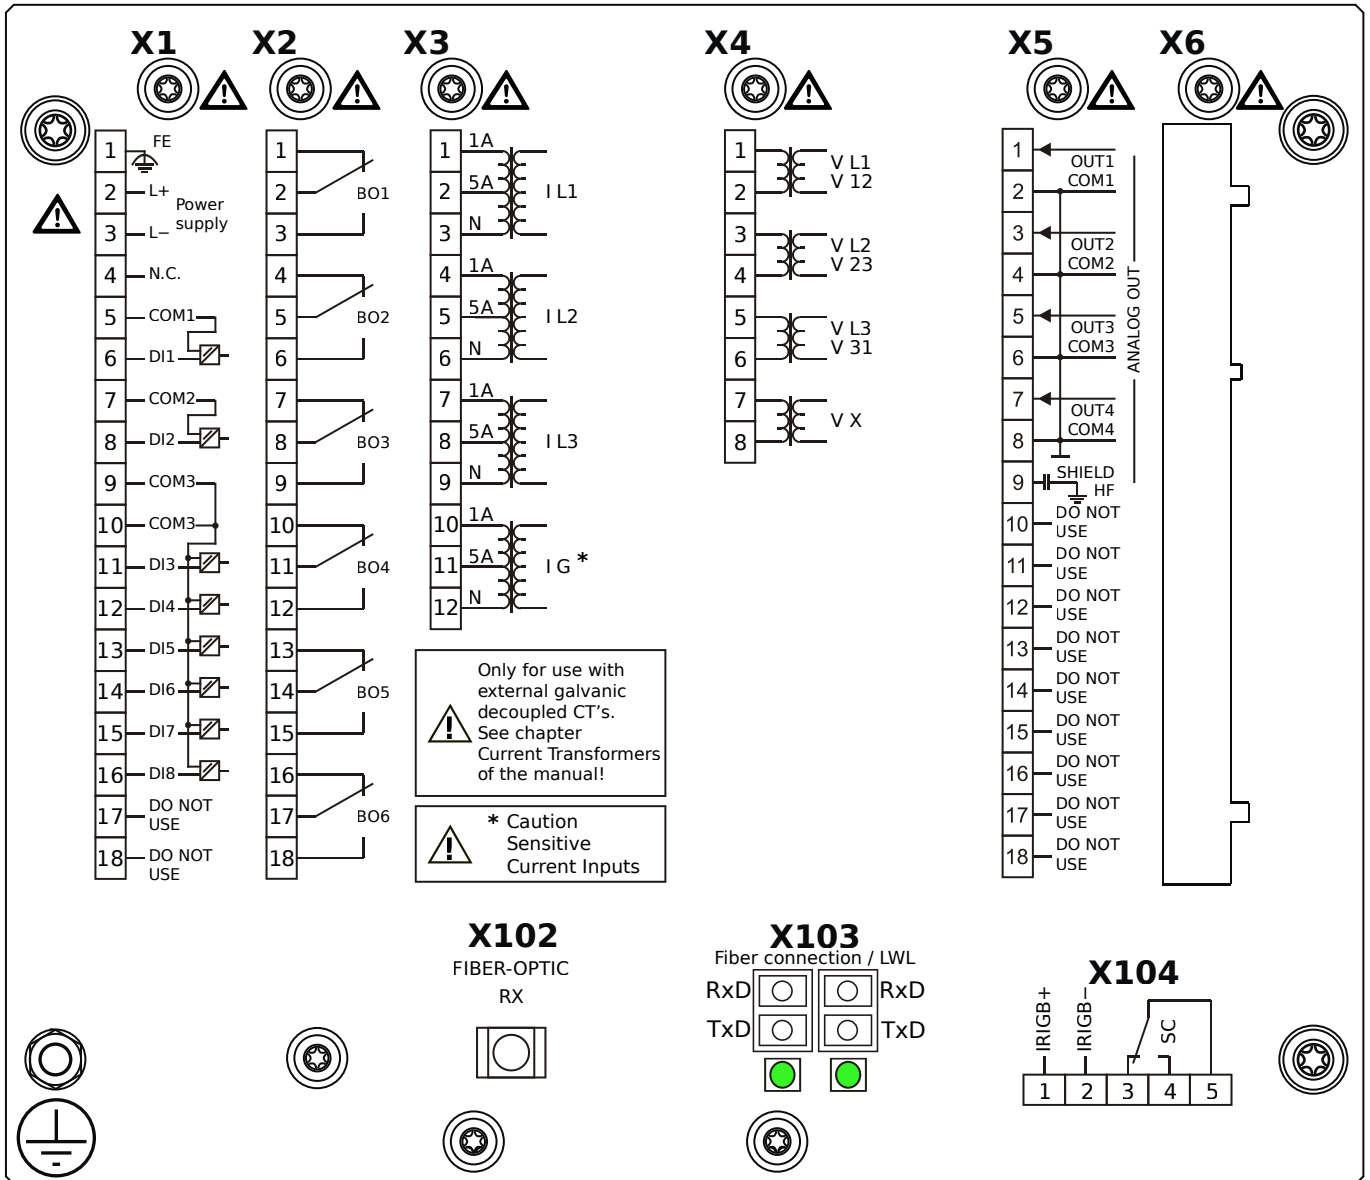 X1
X2
X3
X4
X5
X6
1
FE
2
L+
Power
supply
3
L−
4
N.C.
5
COM1
6
DI1
7
COM2
8
DI2
9
COM3
10
COM3
11
DI3
12
DI4
13
DI5
14
DI6
15
DI7
16
DI8
17
DO NOT
USE
18
DO NOT
USE
1
2
BO1
3
4
5
BO2
6
7
8
BO3
9
10
11
BO4
12
13
14
BO5
15
16
17
BO6
18
1
1A
2
5A
I L1
3
N
4
1A
5
5A
I L2
6
N
7
1A
8
5A
I L3
9
N
10
1A
11
5A
I G *
12
N
Only for use with
external galvanic
decoupled CT's.
See chapter
Current Transformers
of the manual!
* Caution
Sensitive
Current Inputs
1
V L1
2
V 12
3
V L2
4
V 23
5
V L3
6
V 31
7
V X
8
1
OUT1
2
COM1
3
OUT2
4
COM2
5
OUT3
6
COM3
7
OUT4
8
COM4
ANALOG OUT
9
SHIELD
HF
10
DO NOT
USE
11
DO NOT
USE
12
DO NOT
USE
13
DO NOT
USE
14
DO NOT
USE
15
DO NOT
USE
16
DO NOT
USE
17
DO NOT
USE
18
DO NOT
USE
X102
FIBER-OPTIC
RX
X103
Fiber connection / LWL
RxD
RxD
TxD
TxD
X104
IRIGB+
IRIGB−
SC
1
2
3
4
5